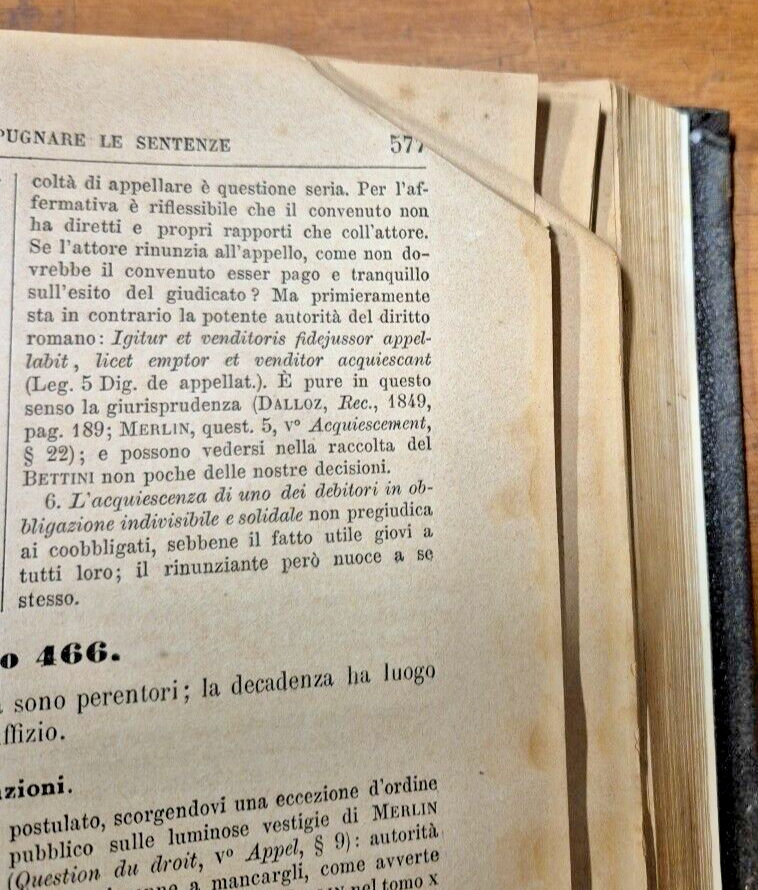 PUGNARE LE SENTENZE 577
coltà di appellare è questione seria. Per l'af-
fermativa è riflessibile che il convenuto non
ha diretti e propri rapporti che coll'attore.
Se l'attore rinunzia all'appello, come non do-
vrebbe il convenuto esser pago e tranquillo
sull'esito del giudicato? Ma primieramente
sta in contrario la potente autorità del diritto
romano: Igitur et venditoris fidejussor appel-
labit, licet emptor et venditor acquiescant
(Leg. 5 Dig. de appellat.). È pure in questo
senso la giurisprudenza (DALLOZ, Rec., 1849,
pag. 189; MERLIN, quest. 5, v° Acquiescement,
§ 22); e possono vedersi nella raccolta del
BETTINI non poche delle nostre decisioni.
6. L'acquiescenza di uno dei debitori in ob-
bligazione indivisibile e solidale non pregiudica
ai coobbligati, sebbene il fatto utile giovi a
tutti loro; il rinunziante però nuoce a se
stesso.
o 466.
sono perentori; la decadenza ha luogo
ffizio.
zioni.
postulato, scorgendovi una eccezione d'ordine
pubblico sulle luminose vestigie di MERLIN
(Question du droit, v° Appel, § 9): autorità
a mancargli, come avverte
nel tomo X